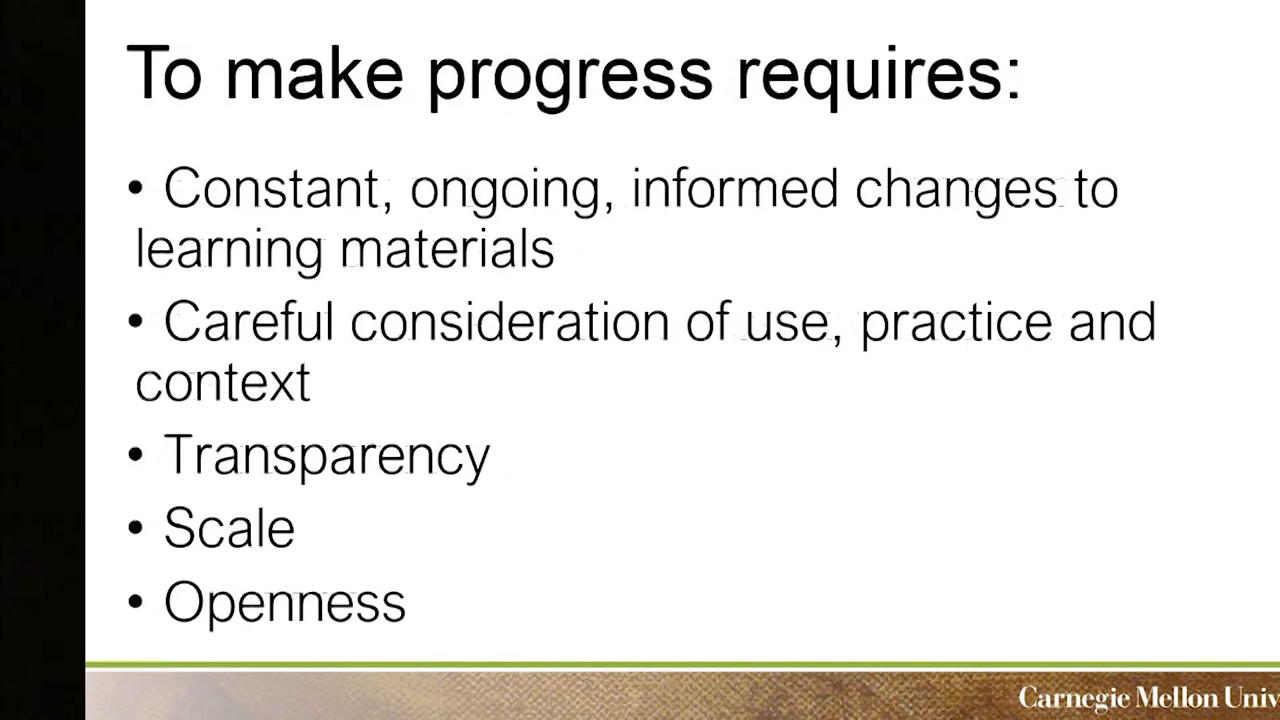 To make progress requires:
• Constant, ongoing, informed changes to
learning materials
• Careful consideration of use, practice and
context
• Transparency
• Scale
• Openness
Carnegie Mellon Univ